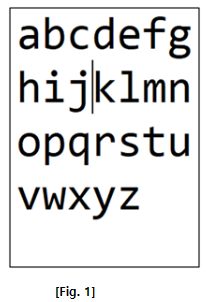 abcdefg
hijklmn
opqrstu
vwxyz
[Fig. 1]